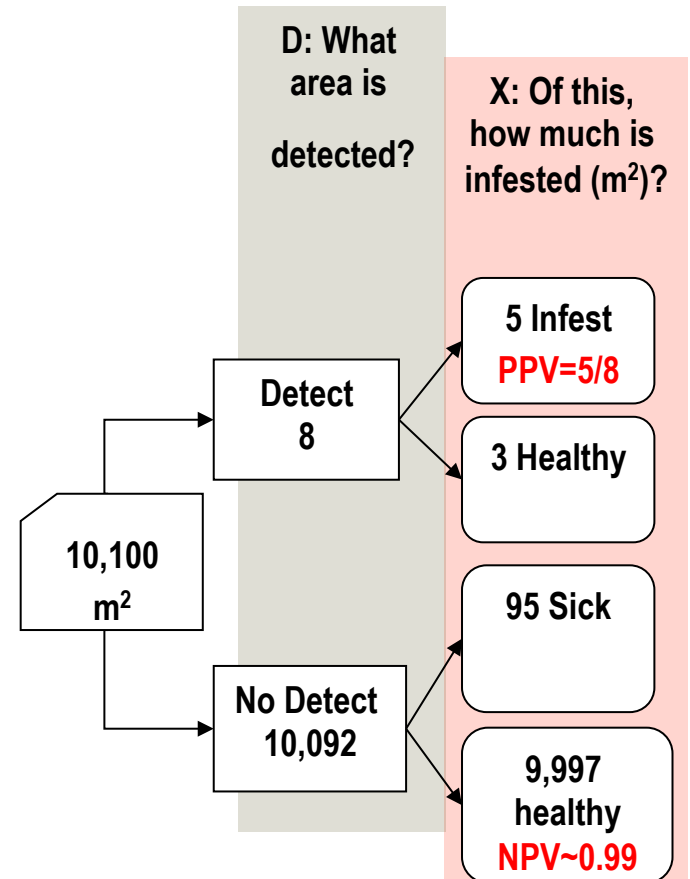 D: What
area is
detected?
X: Of this,
how much is
infested (m²)?
5 Infest
PPV=5/8
Detect
8
3 Healthy
10,100
m²
95 Sick
No Detect
10,092
9,997
healthy
NPV~0.99